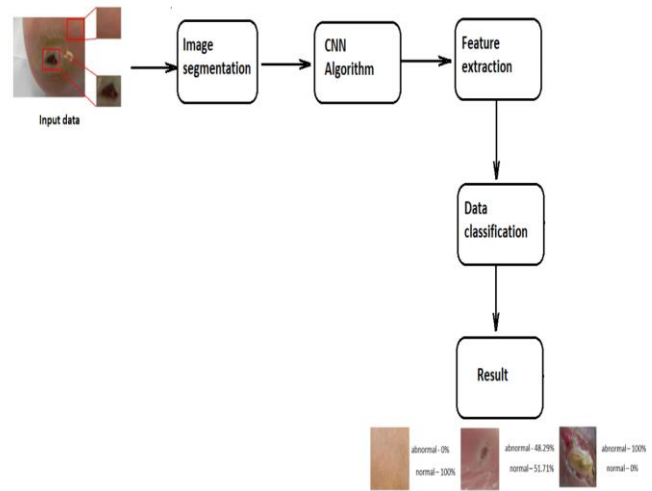 Image
segmentation
CNN
Algorithm
Feature
extraction
Input data
Data
classification
Result
abnormal - 0%
normal – 100%
abnormal – 48.29%
normal – 51.71%
abnormal – 100%
normal – 0%